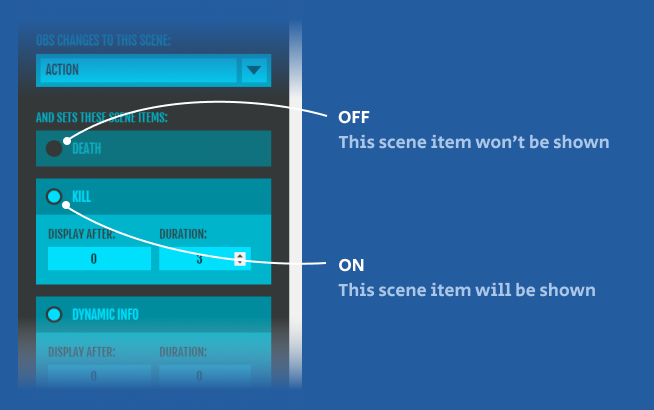 OBS CHANGES TO THIS SCENE:
ACTION
AND SETS THESE SCENE ITEMS:
DEATH
KILL
DISPLAY AFTER: DURATION:
0 3
DYNAMIC INFO
DISPLAY AFTER: DURATION:
0 0
OFF
This scene item won’t be shown
ON
This scene item will be shown